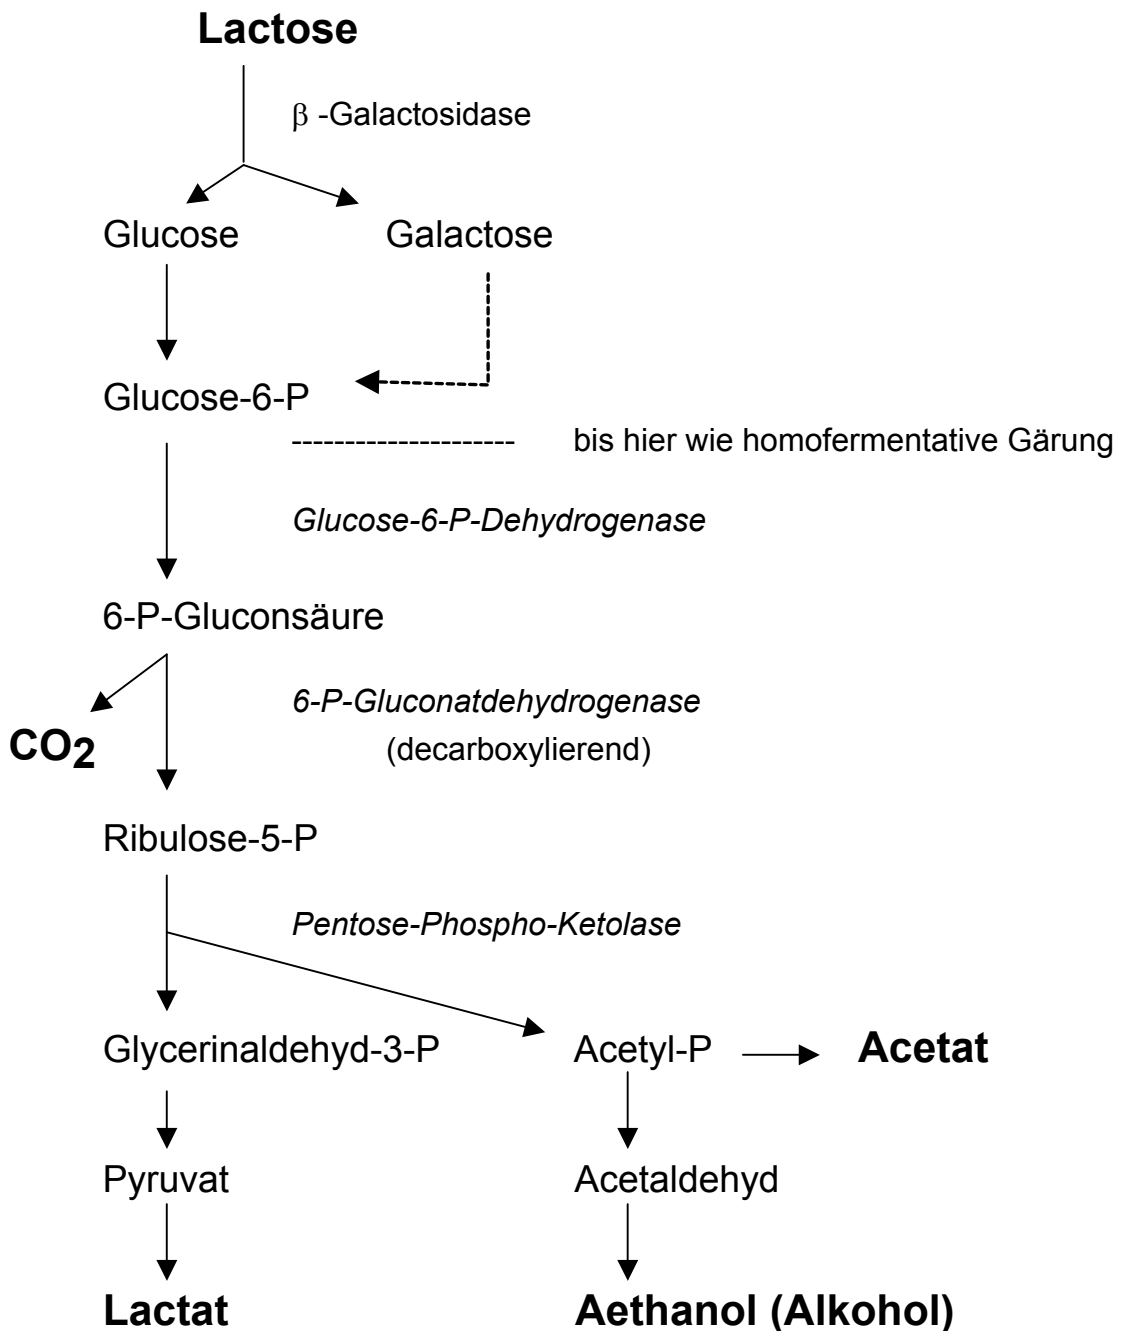 Lactose
β -Galactosidase
Glucose Galactose
Glucose-6-P
--------------------- bis hier wie homofermentative Gärung
Glucose-6-P-Dehydrogenase
6-P-Gluconsäure
6-P-Gluconatdehydrogenase
CO2 (decarboxylierend)
Ribulose-5-P
Pentose-Phospho-Ketolase
Glycerinaldehyd-3-P Acetyl-P Acetat
Pyruvat Acetaldehyd
Lactat Aethanol (Alkohol)